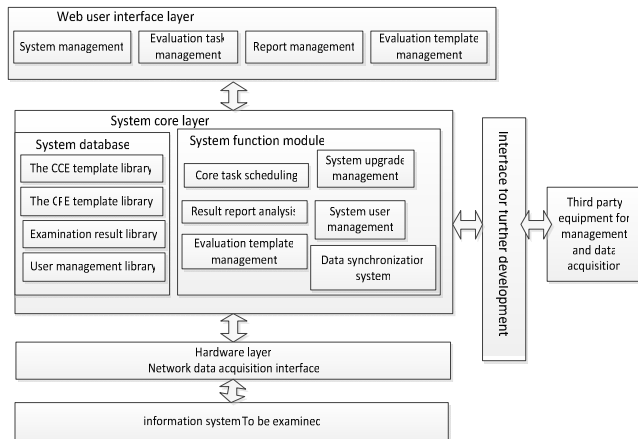 Web user interface layer
System management
Evaluation task
management
Report management
Evaluation template
management
System core layer
System database
The CCE template library
The CFE template library
Examination result library
User management library
System function module
Core task scheduling
System upgrade
management
Result report analysis
System user
management
Evaluation template
management
Data synchronization
system
Interface for further development
Third party
equipment for
management
and data
acquisition
Hardware layer
Network data acquisition interface
information system To be examined